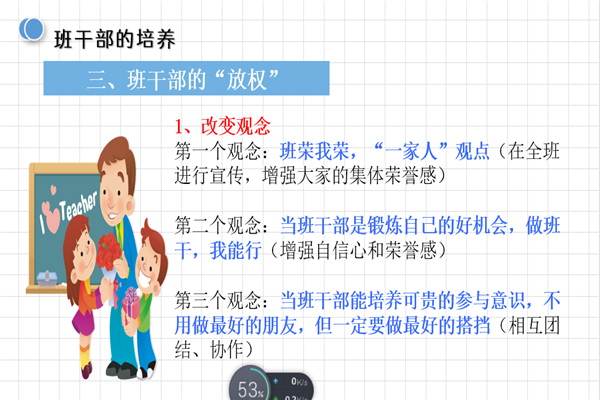 班干部的培养
三、班干部的“放权”
1、改变观念
第一个观念：班荣我荣，“一家人”观点（在全班
进行宣传，增强大家的集体荣誉感）
第二个观念：当班干部是锻炼自己的好机会，做班
干，我能行（增强自信心和荣誉感）
第三个观念：当班干部能培养可贵的参与意识，不
用做最好的朋友，但一定要做最好的搭挡（相互团
结、协作）
I
Teacher
53%
0K/s